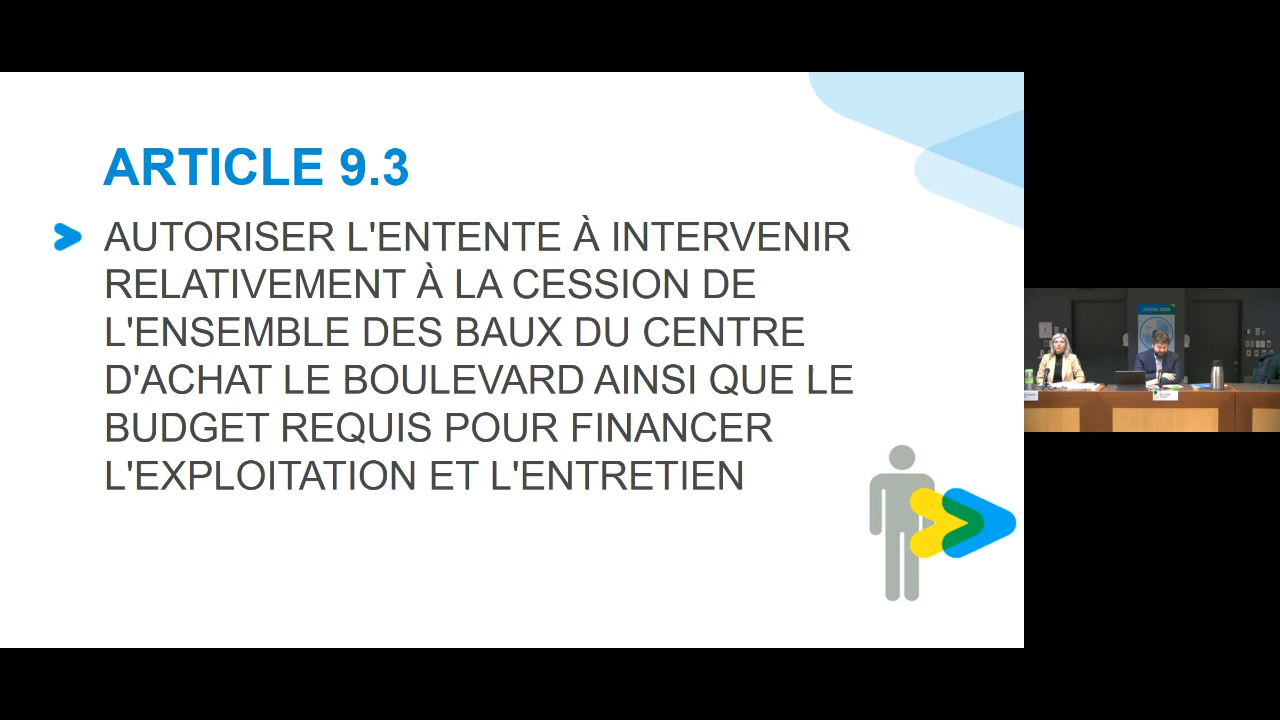 ARTICLE 9.3
AUTORISER L'ENTENTE À INTERVENIR
RELATIVEMENT À LA CESSION DE
L'ENSEMBLE DES BAUX DU CENTRE
D'ACHAT LE BOULEVARD AINSI QUE LE
BUDGET REQUIS POUR FINANCER
L'EXPLOITATION ET L'ENTRETIEN